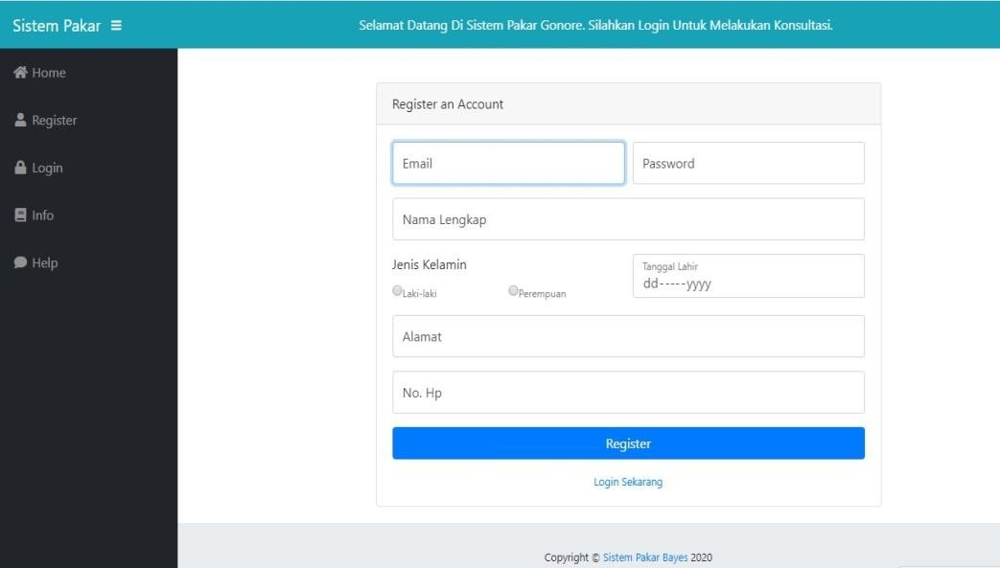 Sistem Pakar
Selamat Datang Di Sistem Pakar Gonore. Silahkan Login Untuk Melakukan Konsultasi.
Home
Register
Login
Info
Help
Register an Account
Email
Password
Nama Lengkap
Jenis Kelamin
Laki-laki
Perempuan
Tanggal Lahir
dd-----yyyy
Alamat
No. Hp
Register
Login Sekarang
Copyright © Sistem Pakar Bayes 2020